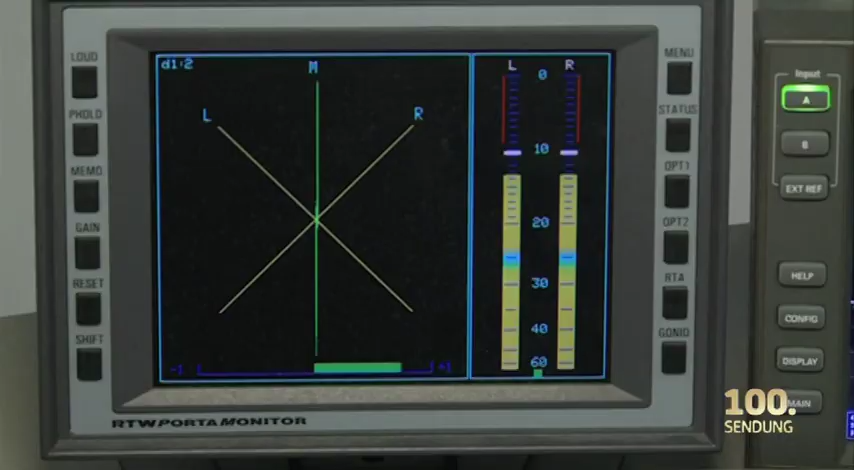 LOUD
PHOLD
MEMO
GAIN
RESET
SHIFT
d1:2
M
L
R
-1
+1
L
R
0
10
20
30
40
60
MENU
STATUS
OPT1
OPT2
RTA
GONIO
RTW PORTA MONITOR
Input
A
B
EXT REF
HELP
CONFIG
DISPLAY
MAIN
100.
SENDUNG